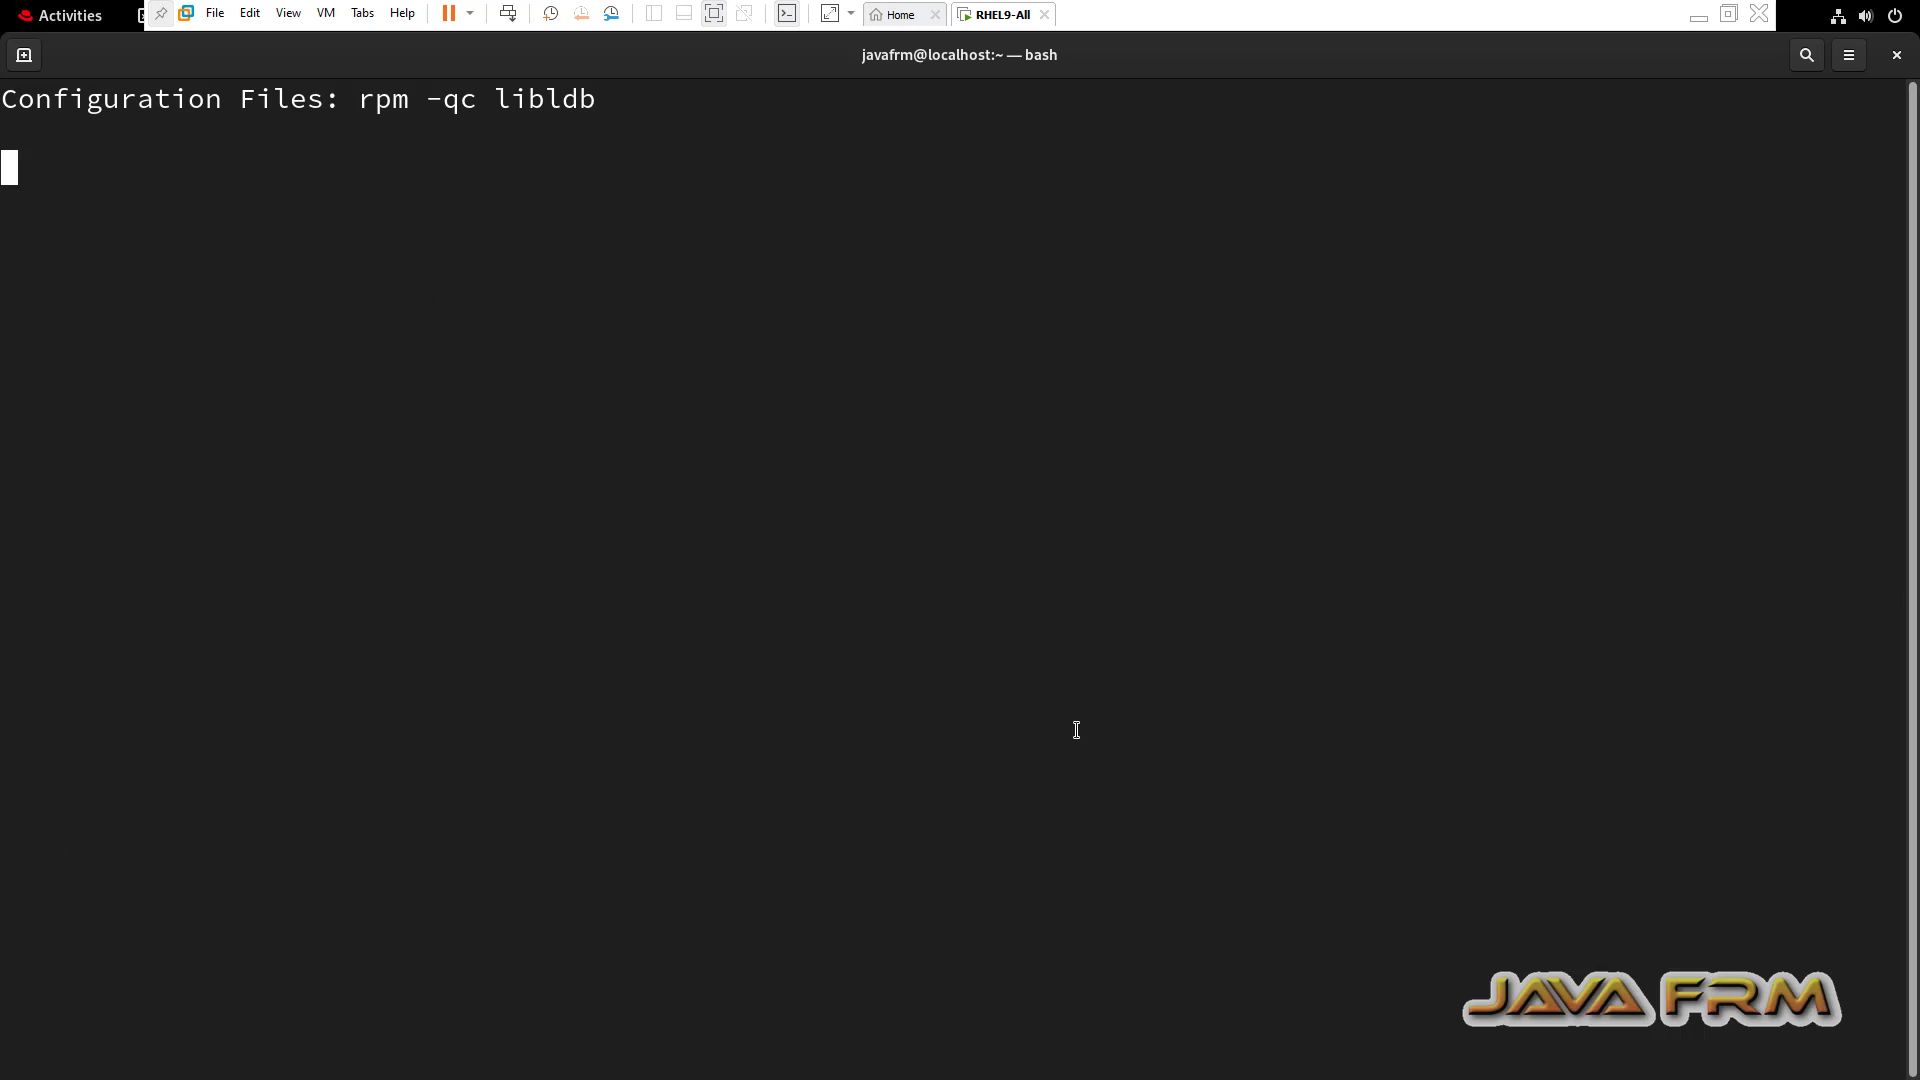 Activities
File Edit View VM Tabs Help
Home
RHEL9-All
javafrm@localhost:~ — bash
Configuration Files: rpm -qc libldb
JAVA FRM